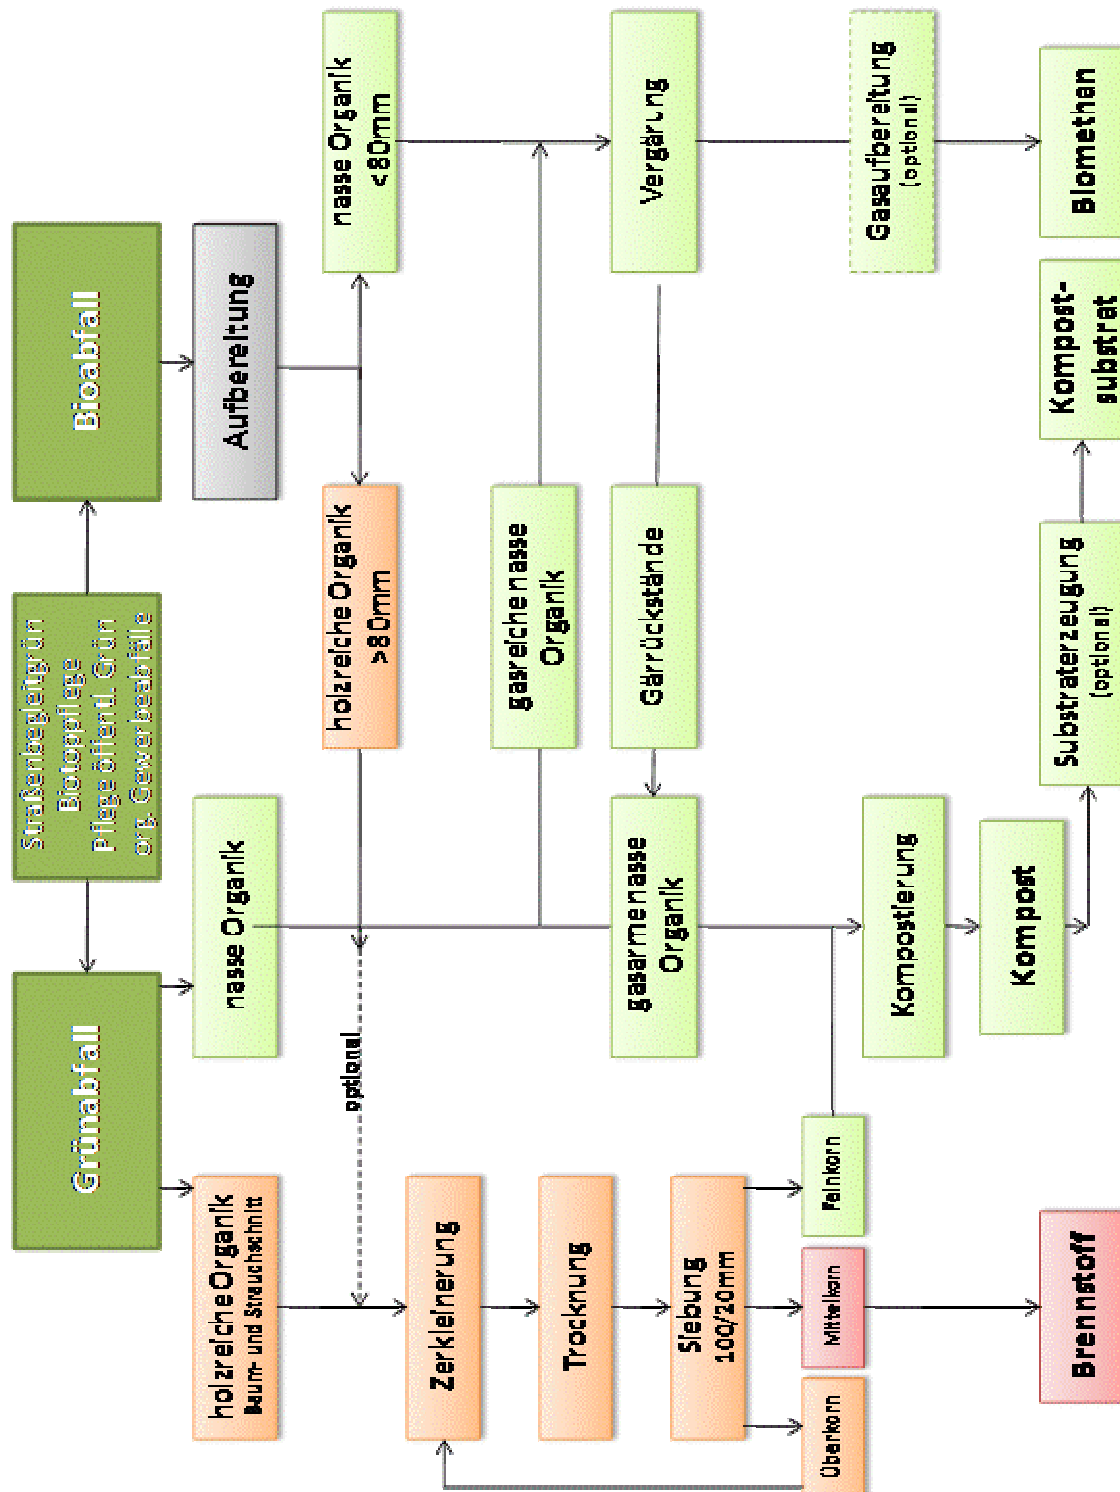 Grünabfall
Straßenbegleitgrün
Biotoppflege
Pflege öffentl. Grün
org. Gewerbeabfälle
Bioabfall
holzreiche Organik
Baum- und Strauchschnitt
nasse Organik
Aufbereitung
optional
holzreiche Organik
>80mm
nasse Organik
<80mm
Zerkleinerung
gasreiche nasse
Organik
Trocknung
gasarme nasse
Organik
Gärrückstände
Vergärung
Siebung
100/20mm
Überkorn
Mittelkorn
Feinkorn
Kompostierung
Gasaufbereitung
(optional)
Kompost
Brennstoff
Substraterzeugung
(optional)
Kompost-
substrat
Biomethan